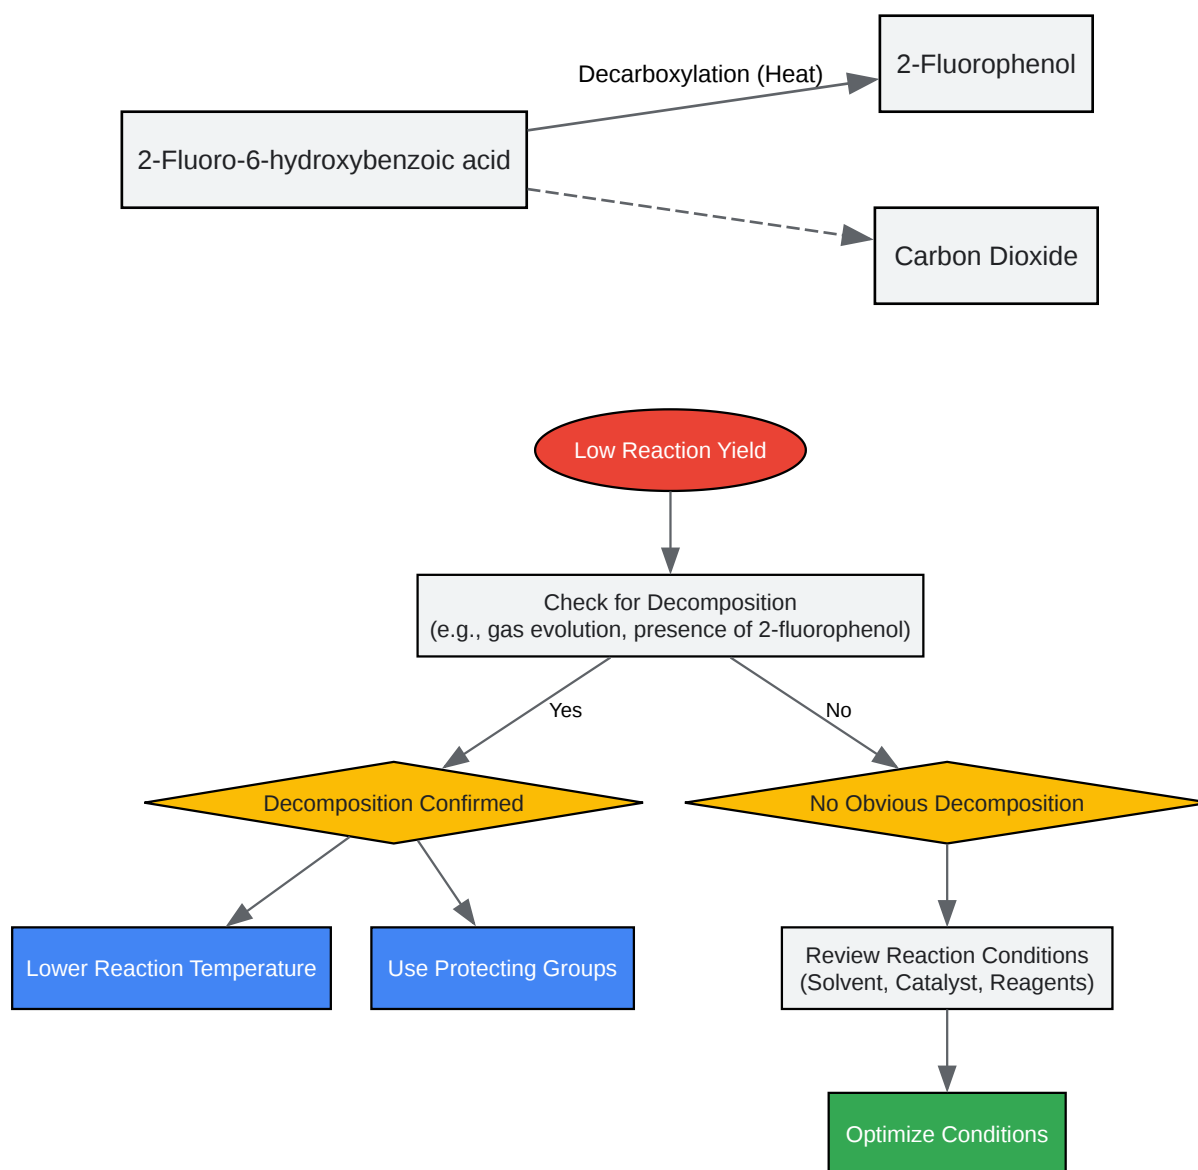 Decarboxylation (Heat)
2-Fluorophenol
2-Fluoro-6-hydroxybenzoic acid
Carbon Dioxide
Low Reaction Yield
Check for Decomposition
(e.g., gas evolution, presence of 2-fluorophenol)
Yes
No
Decomposition Confirmed
No Obvious Decomposition
Lower Reaction Temperature
Use Protecting Groups
Review Reaction Conditions
(Solvent, Catalyst, Reagents)
Optimize Conditions